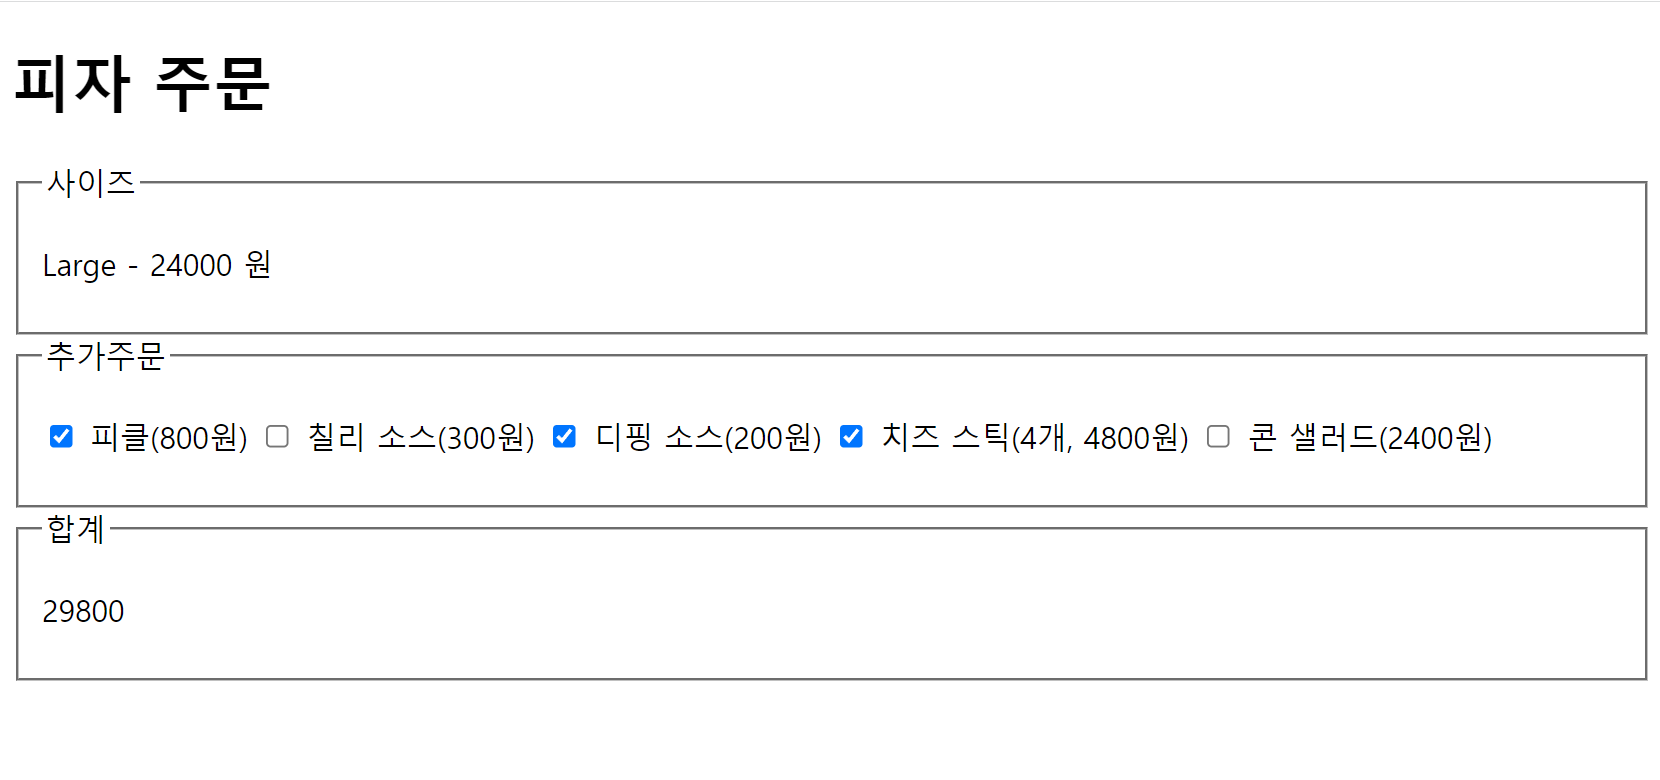 피자 주문
사이즈
Large - 24000 원
추가주문
피클(800원) 칠리 소스(300원) 디핑 소스(200원) 치즈 스틱(4개, 4800원) 콘 샐러드(2400원)
합계
29800